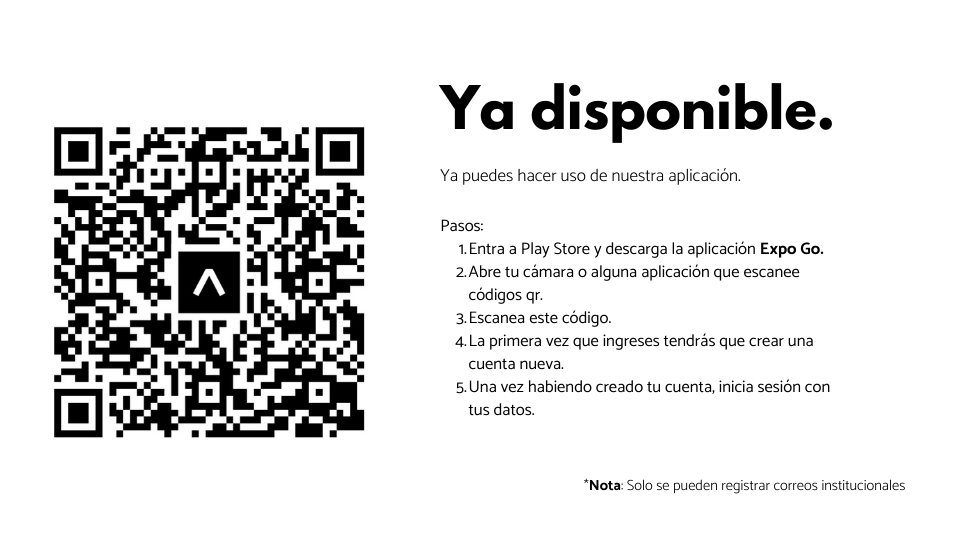 Ya disponible.
Ya puedes hacer uso de nuestra aplicación.
Pasos:
1. Entra a Play Store y descarga la aplicación Expo Go.
2. Abre tu cámara o alguna aplicación que escanee
códigos qr.
3. Escanea este código.
4. La primera vez que ingreses tendrás que crear una
cuenta nueva.
5. Una vez habiendo creado tu cuenta, inicia sesión con
tus datos.
*Nota: Solo se pueden registrar correos institucionales